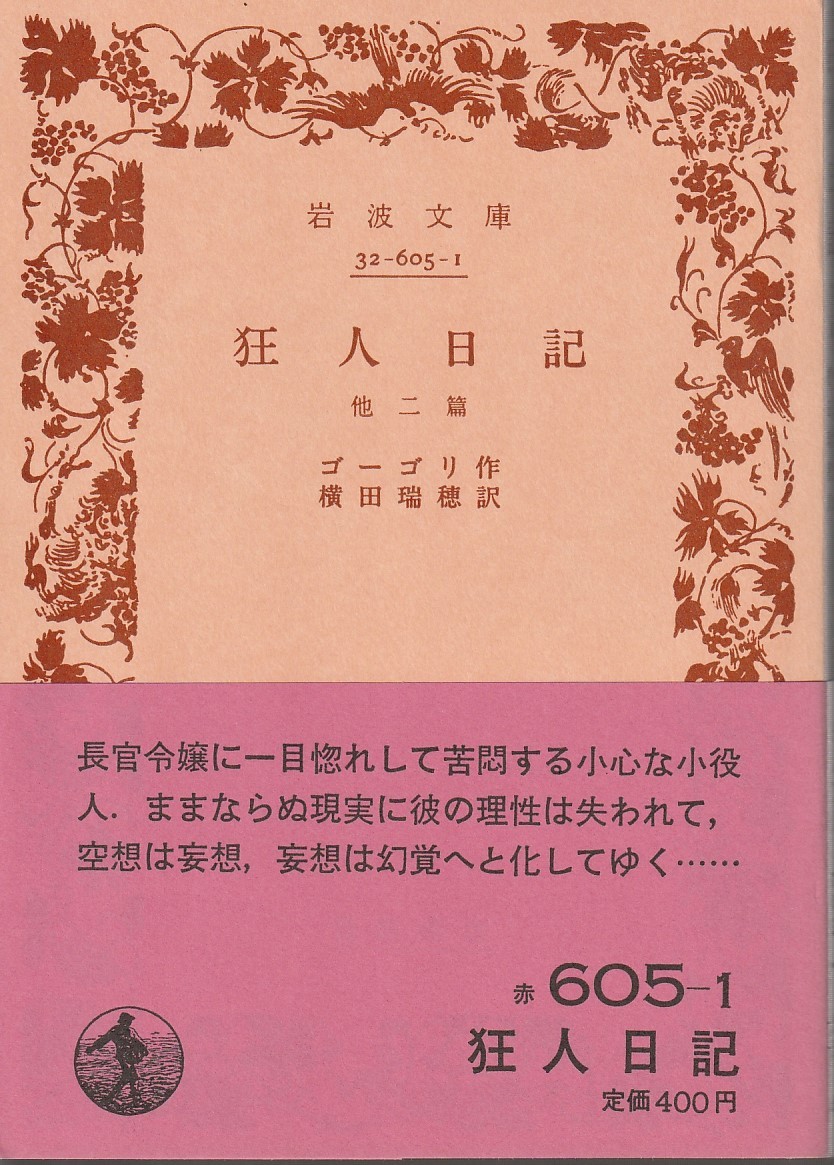 岩波文庫
32-605-1
狂人日記
他二篇
ゴーゴリ作
横田瑞穂訳
長官令嬢に一目惚れして苦悶する小心な小役
人．ままならぬ現実に彼の理性は失われて，
空想は妄想，妄想は幻覚へと化してゆく……
赤 605-1
狂人日記
定価400円